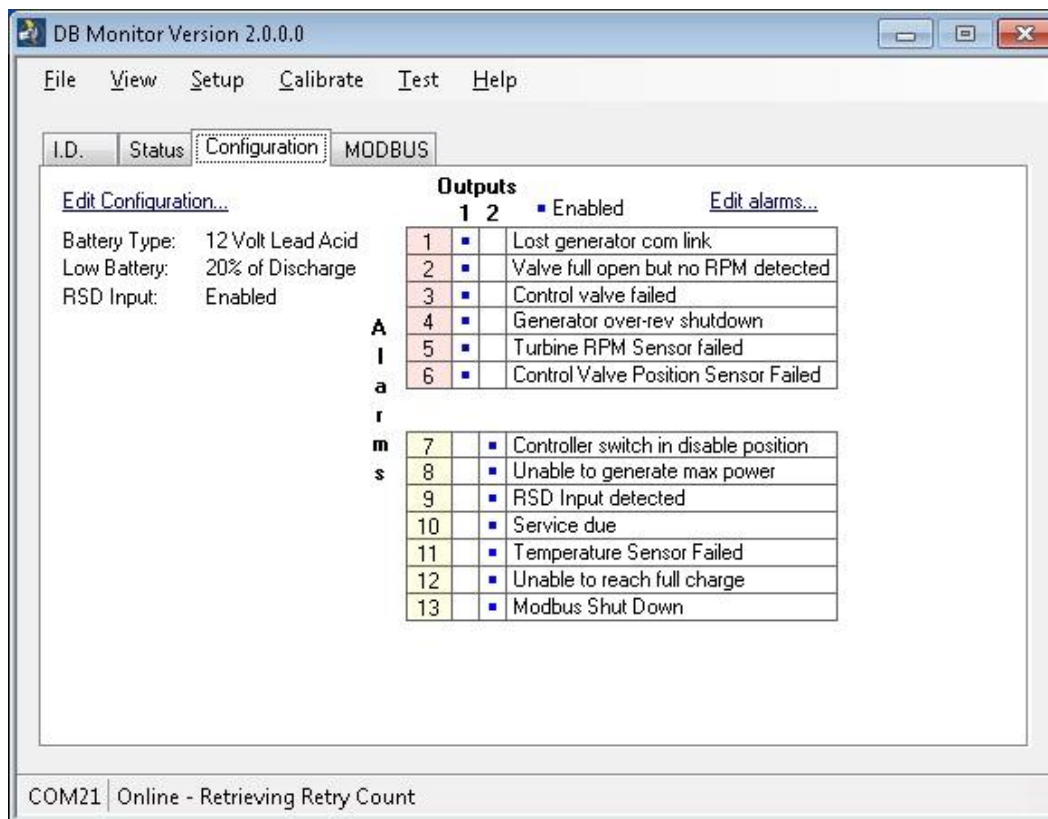 DB Monitor Version 2.0.0.0
File View Setup Calibrate Test Help
I.D. Status Configuration MODBUS
Edit Configuration...
Battery Type: 12 Volt Lead Acid
Low Battery: 20% of Discharge
RSD Input: Enabled
Outputs
1 2
Enabled
Edit alarms...
Alarms
1 Lost generator com link
2 Valve full open but no RPM detected
3 Control valve failed
4 Generator over-rev shutdown
5 Turbine RPM Sensor failed
6 Control Valve Position Sensor Failed
7 Controller switch in disable position
8 Unable to generate max power
9 RSD Input detected
10 Service due
11 Temperature Sensor Failed
12 Unable to reach full charge
13 Modbus Shut Down
COM21 Online - Retrieving Retry Count